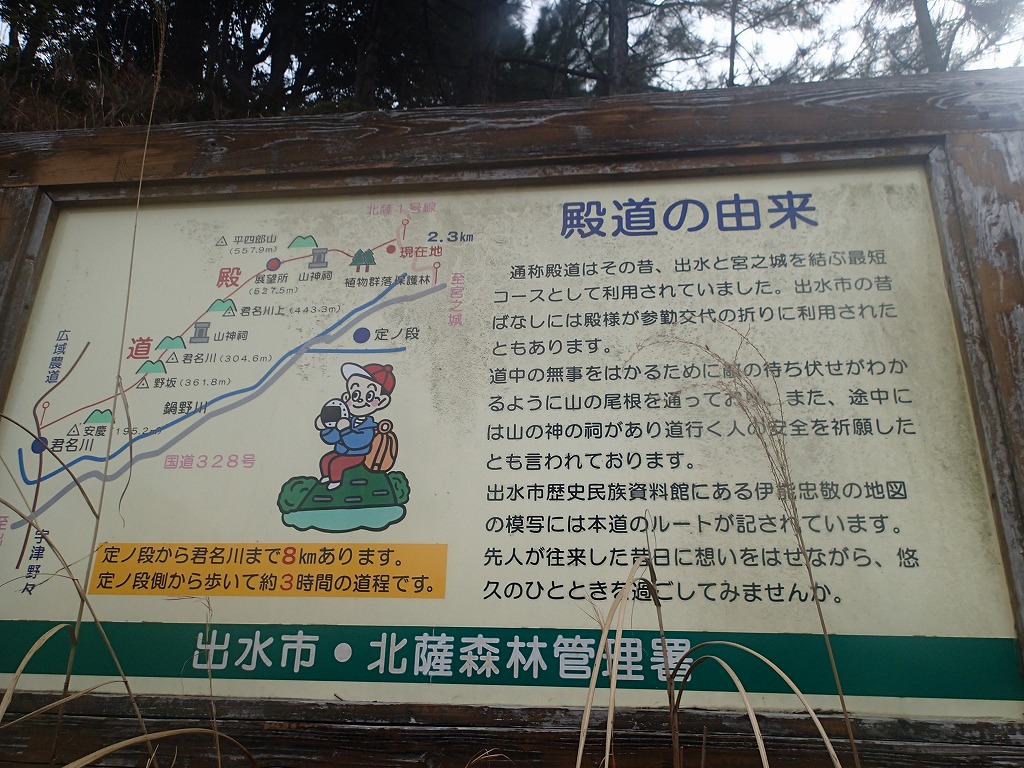 殿道の由来
通称殿道はその昔、出水と宮之城を結ぶ最短
コースとして利用されていました。出水市の昔
ばなしには殿様が参勤交代の折りに利用された
ともあります。
道中の無事をはかるために敵の待ち伏せがわか
るように山の尾根を通っており、また、途中に
は山の神の祠があり道行く人の安全を祈願した
とも言われております。
出水市歴史民族資料館にある伊能忠敬の地図
の模写には本道のルートが記されています。
先人が往来した昔日に想いをはせながら、悠
久のひとときを過ごしてみませんか。
北薩1号線
2.3㎞
平四郎山
(557.9m)
現在地
殿
展望所
(527.5m)
山神祠
植物群落保護林
至宮之城
君名川上(443.3m)
定ノ段
山神祠
広域農道
道
君名川(304.6m)
野坂(361.8m)
鍋野川
安慶(195.2m)
君名川
国道328号
至出
宇津野々
定ノ段から君名川まで8㎞あります。
定ノ段側から歩いて約3時間の道程です。
出水市・北薩森林管理署